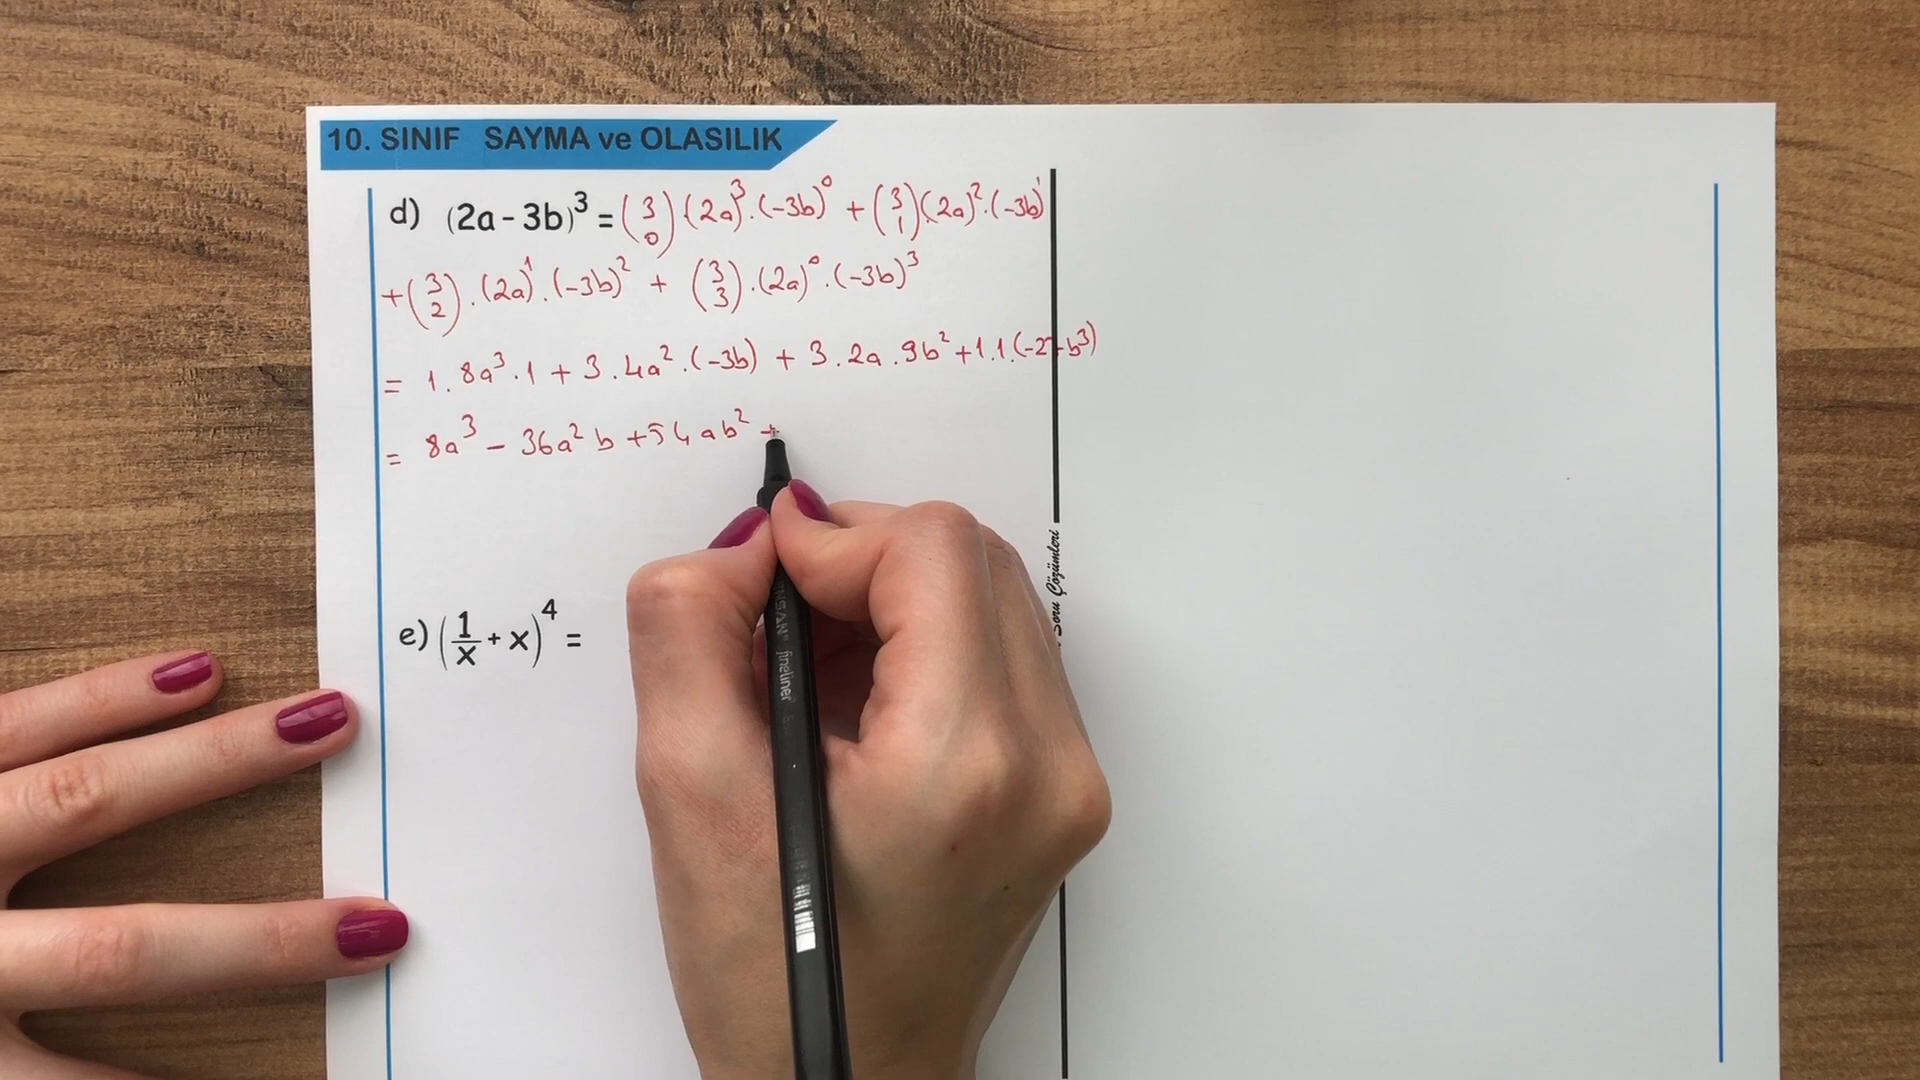 10. SINIF SAYMA ve OLASILIK
d) (2a - 3b)³ = (3 0) (2a)³ . (-3b)⁰ + (3 1) . (2a)² . (-3b)¹
+ (3 2) . (2a)¹ . (-3b)² + (3 3) . (2a)⁰ . (-3b)³
= 1 . 8a³ . 1 + 3 . 4a² . (-3b) + 3 . 2a . 9b² + 1 . 1 . (-27b³)
= 8a³ - 36a²b + 54ab² +
e) (1/x + x)⁴ =
Soru Çözümleri
fineliner